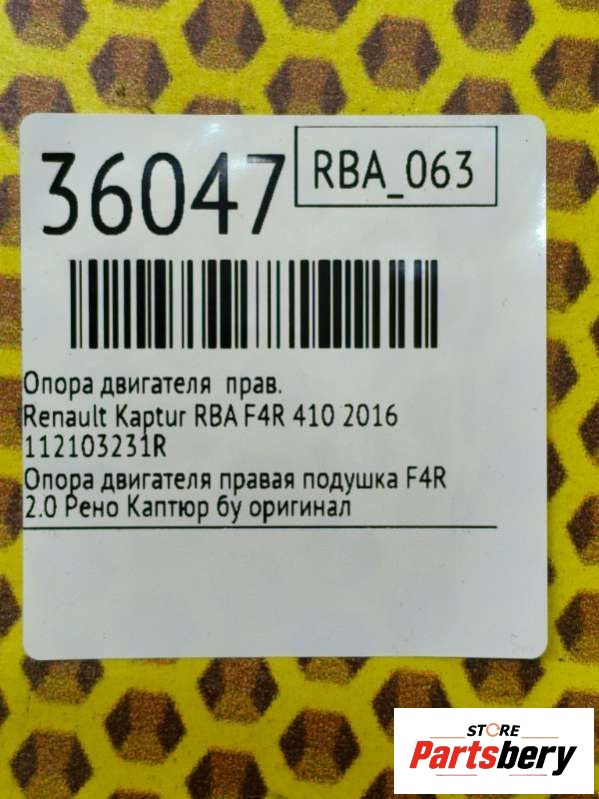 36047
RBA_063
Опора двигателя прав.
Renault Kaptur RBA F4R 410 2016
112103231R
Опора двигателя правая подушка F4R
2.0 Рено Каптюр бу оригинал
STORE
Partsbery